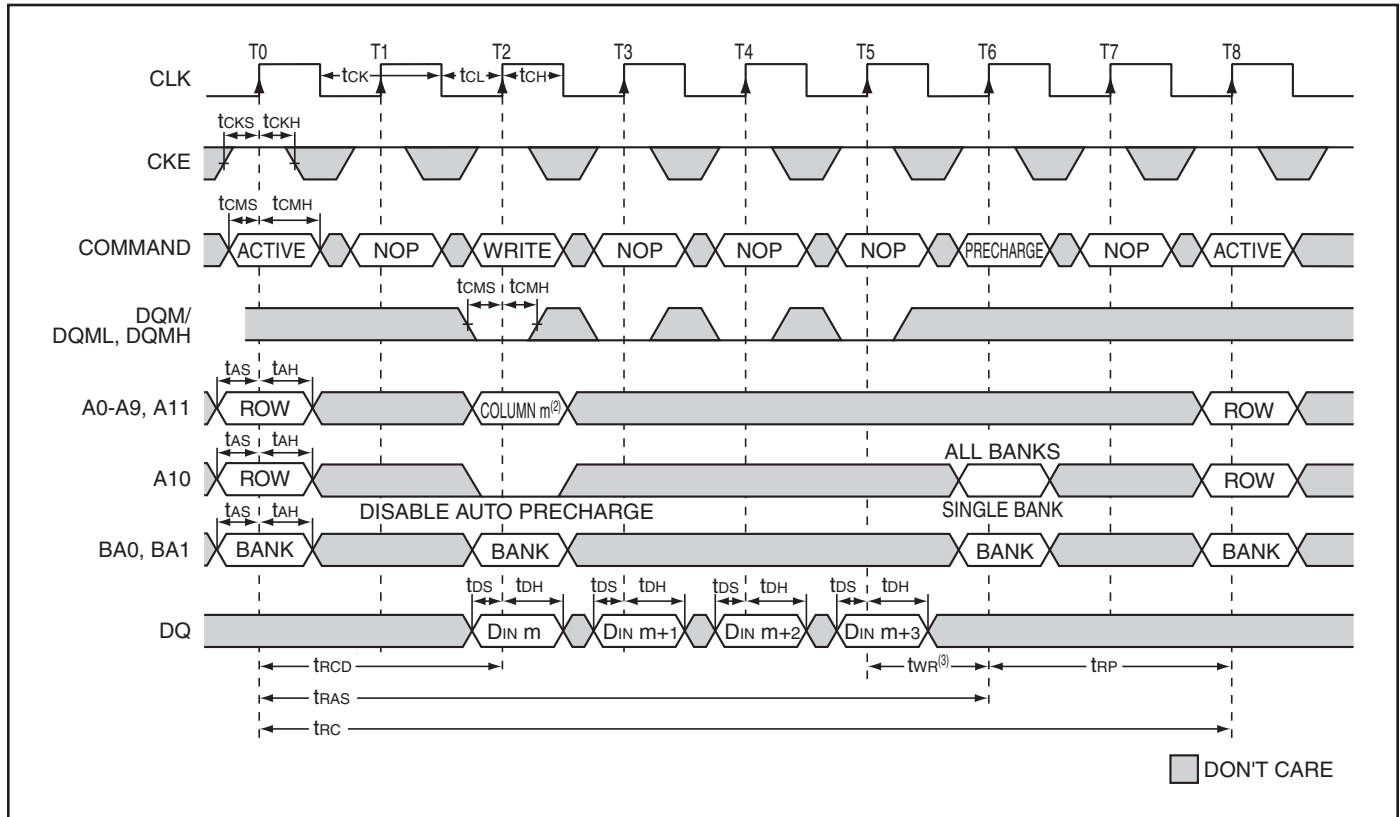 T0 T1 T2 T3 T4 T5 T6 T7 T8
CLK
tCK tCL tCH
tCKS tCKH
CKE
tCMS tCMH
COMMAND ACTIVE NOP WRITE NOP NOP NOP PRECHARGE NOP ACTIVE
tCMS tCMH
DQM/
DQML, DQMH
tAS tAH
A0-A9, A11 ROW COLUMN m(2) ROW
tAS tAH ALL BANKS
A10 ROW ROW
tAS tAH DISABLE AUTO PRECHARGE SINGLE BANK
BA0, BA1 BANK BANK BANK BANK
tDS tDH tDS tDH tDS tDH tDS tDH
DQ DIN m DIN m+1 DIN m+2 DIN m+3
tRCD tWR(3) tRP
tRAS
tRC
DON'T CARE